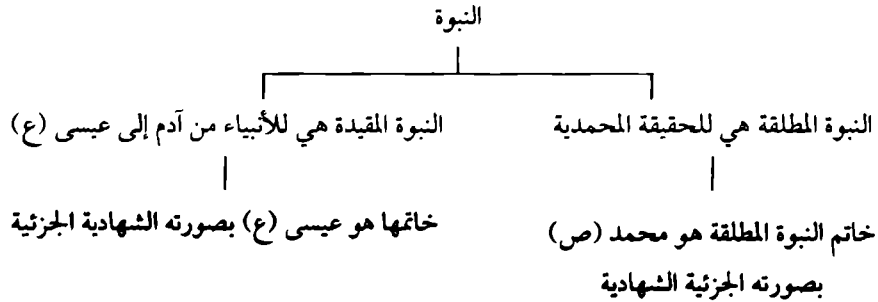 النبوة
النبوة المطلقة هي للحقيقة المحمدية
النبوة المقيدة هي للأنبياء من آدم إلى عيسى (ع)
خاتم النبوة المطلقة هو محمد (ص)
بصورته الجزئية الشهادية
خاتمها هو عيسى (ع) بصورته الشهادية الجزئية